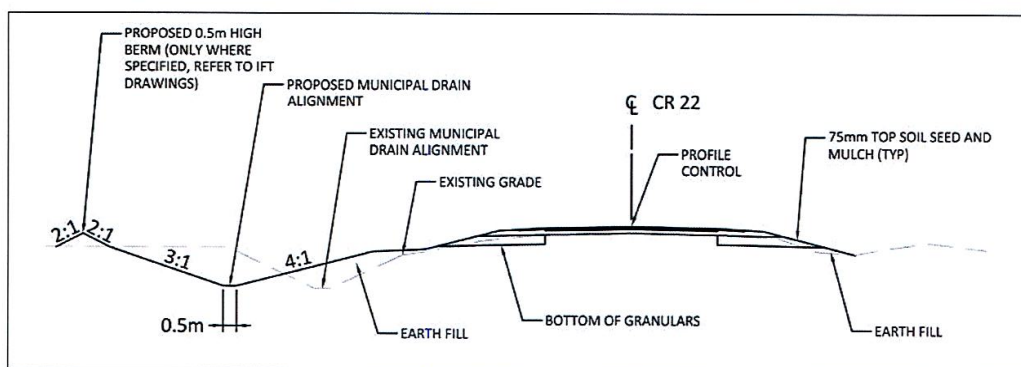 PROPOSED 0.5m HIGH
BERM (ONLY WHERE
SPECIFIED, REFER TO IFT
DRAWINGS)
PROPOSED MUNICIPAL DRAIN
ALIGNMENT
EXISTING MUNICIPAL
DRAIN ALIGNMENT
EXISTING GRADE
℄ CR 22
PROFILE
CONTROL
75mm TOP SOIL SEED AND
MULCH (TYP)
2:1
2:1
3:1
4:1
0.5m
EARTH FILL
BOTTOM OF GRANULARS
EARTH FILL